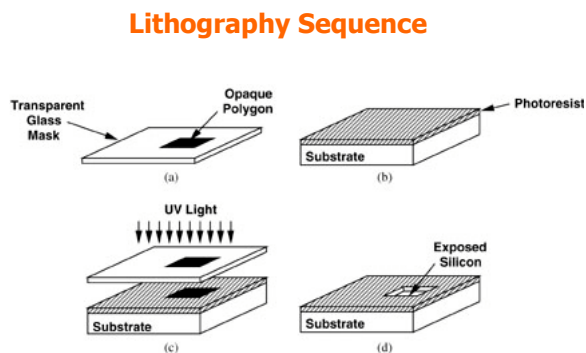 Lithography Sequence
Transparent
Glass
Mask
Opaque
Polygon
(a)
Photoresist
Substrate
(b)
UV Light
Substrate
(c)
Exposed
Silicon
Substrate
(d)